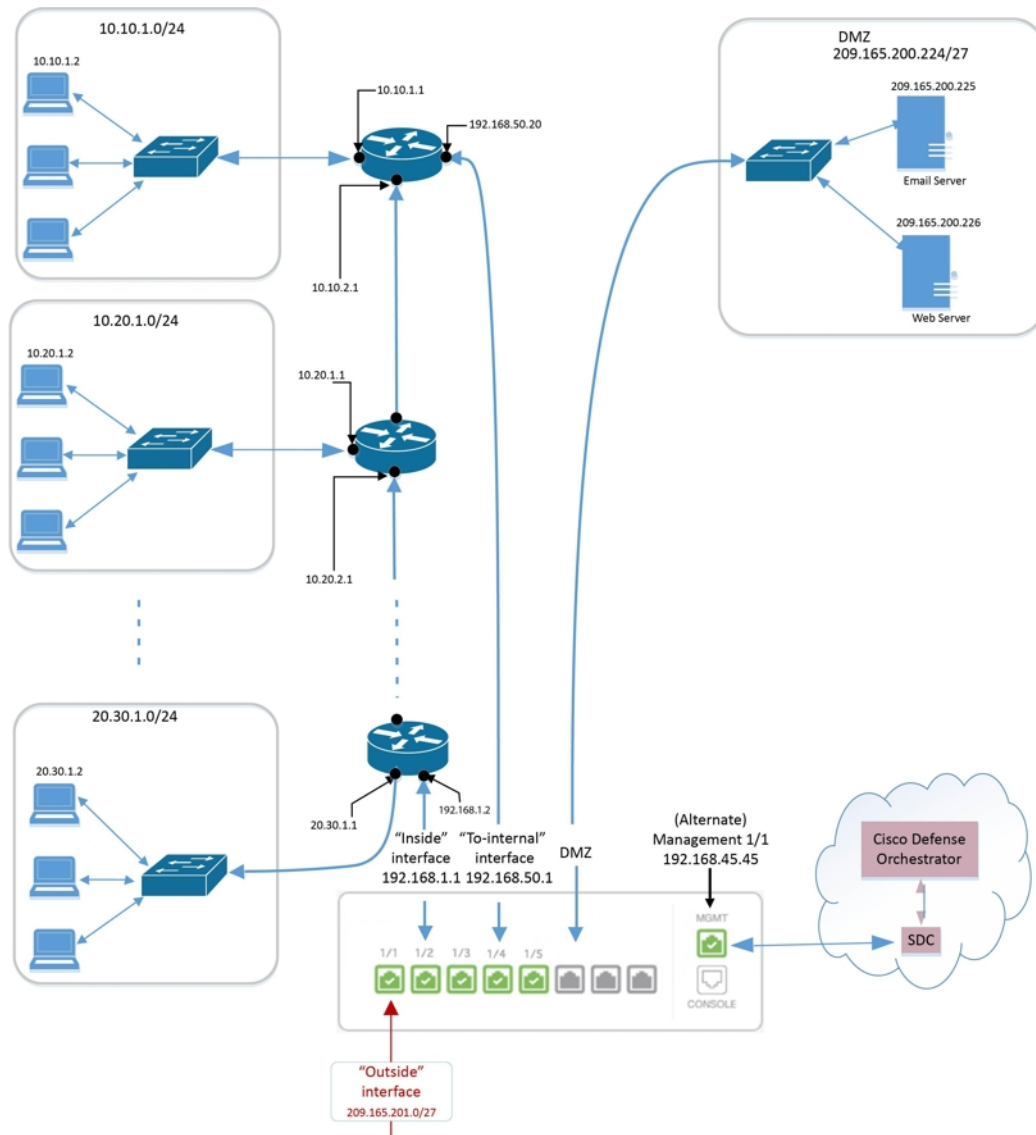 10.10.1.0/24
10.10.1.2
10.10.1.1
192.168.50.20
10.10.2.1
DMZ
209.165.200.224/27
209.165.200.225
Email Server
209.165.200.226
Web Server
10.20.1.0/24
10.20.1.2
10.20.1.1
10.20.2.1
20.30.1.0/24
20.30.1.2
20.30.1.1
192.168.1.2
“Inside”
interface
192.168.1.1
“To-internal”
interface
192.168.50.1
DMZ
(Alternate)
Management 1/1
192.168.45.45
Cisco Defense
Orchestrator
SDC
MGMT
1/1 1/2 1/3 1/4 1/5
CONSOLE
“Outside”
interface
209.165.201.0/27